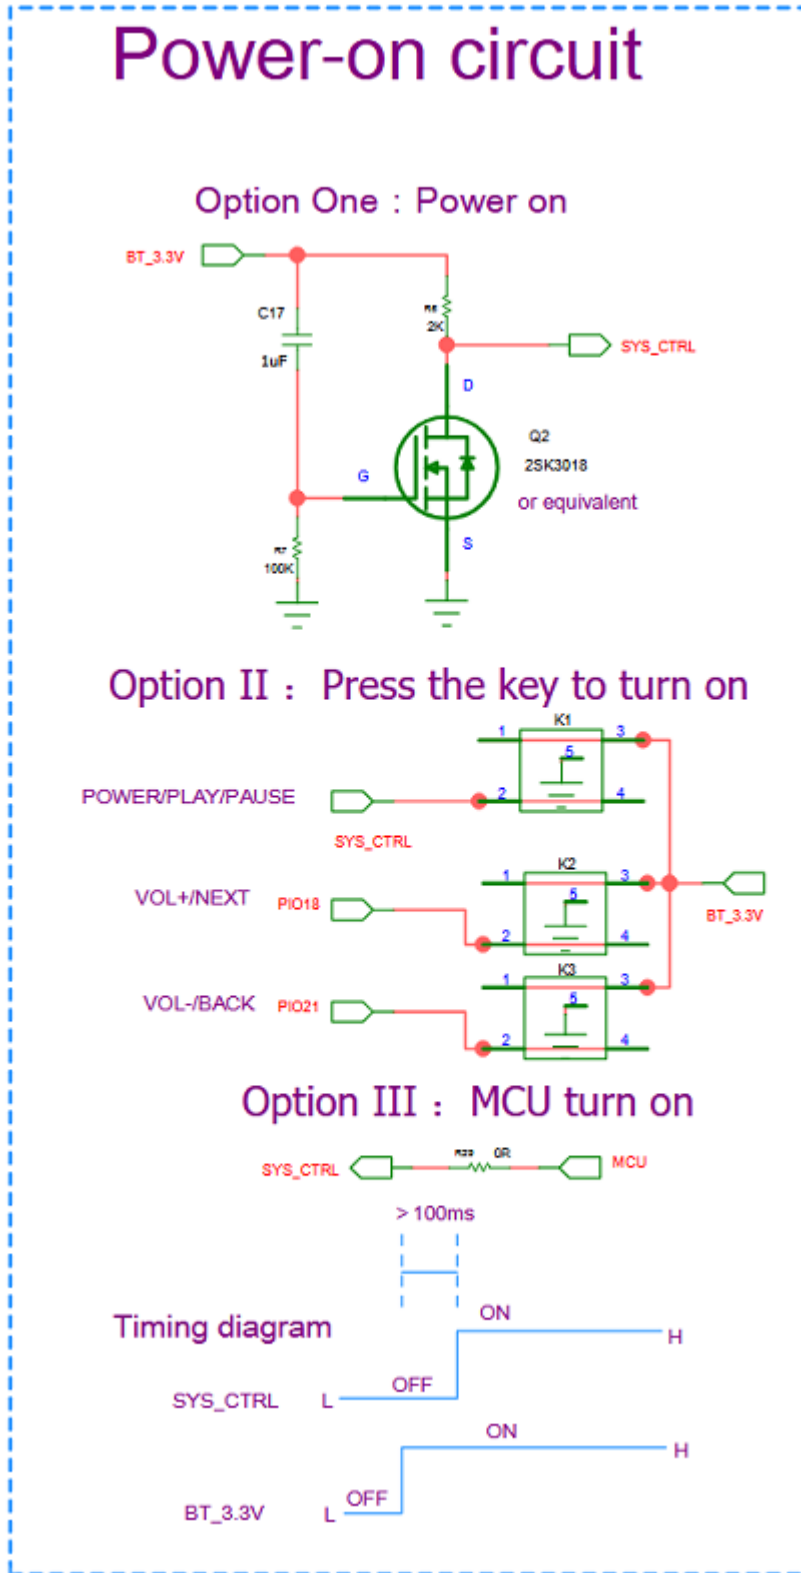 Power-on circuit
Option One : Power on
BT_3.3V
C17
1uF
R6
2K
SYS_CTRL
D
Q2
2SK3018
or equivalent
G
S
R7
100K
Option II : Press the key to turn on
K1
1 3
5
2 4
POWER/PLAY/PAUSE
SYS_CTRL
K2
1 3
5
2 4
VOL+/NEXT PIO18
BT_3.3V
K3
1 3
5
2 4
VOL-/BACK PIO21
Option III : MCU turn on
SYS_CTRL 0R MCU
> 100ms
Timing diagram
ON
H
OFF
SYS_CTRL L
ON
H
OFF
BT_3.3V L